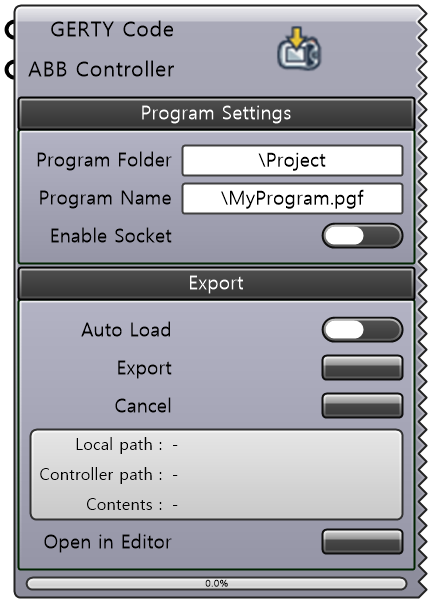 GERTY Code
ABB Controller
Program Settings
Program Folder \Project
Program Name \MyProgram.pgf
Enable Socket
Export
Auto Load
Export
Cancel
Local path : -
Controller path : -
Contents : -
Open in Editor
0.0%